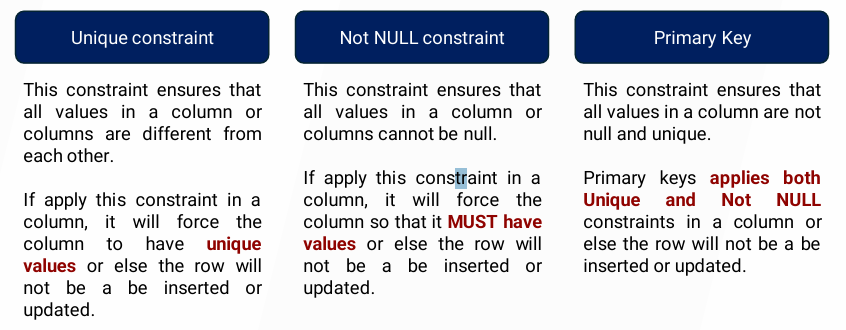 Unique constraint
This constraint ensures that
all values in a column or
columns are different from
each other.
If apply this constraint in a
column, it will force the
column to have unique
values or else the row will
not be a be inserted or
updated.
Not NULL constraint
This constraint ensures that
all values in a column or
columns cannot be null.
If apply this constraint in a
column, it will force the
column so that it MUST have
values or else the row will
not be a be inserted or
updated.
Primary Key
This constraint ensures that
all values in a column are not
null and unique.
Primary keys applies both
Unique and Not NULL
constraints in a column or
else the row will not be a be
inserted or updated.